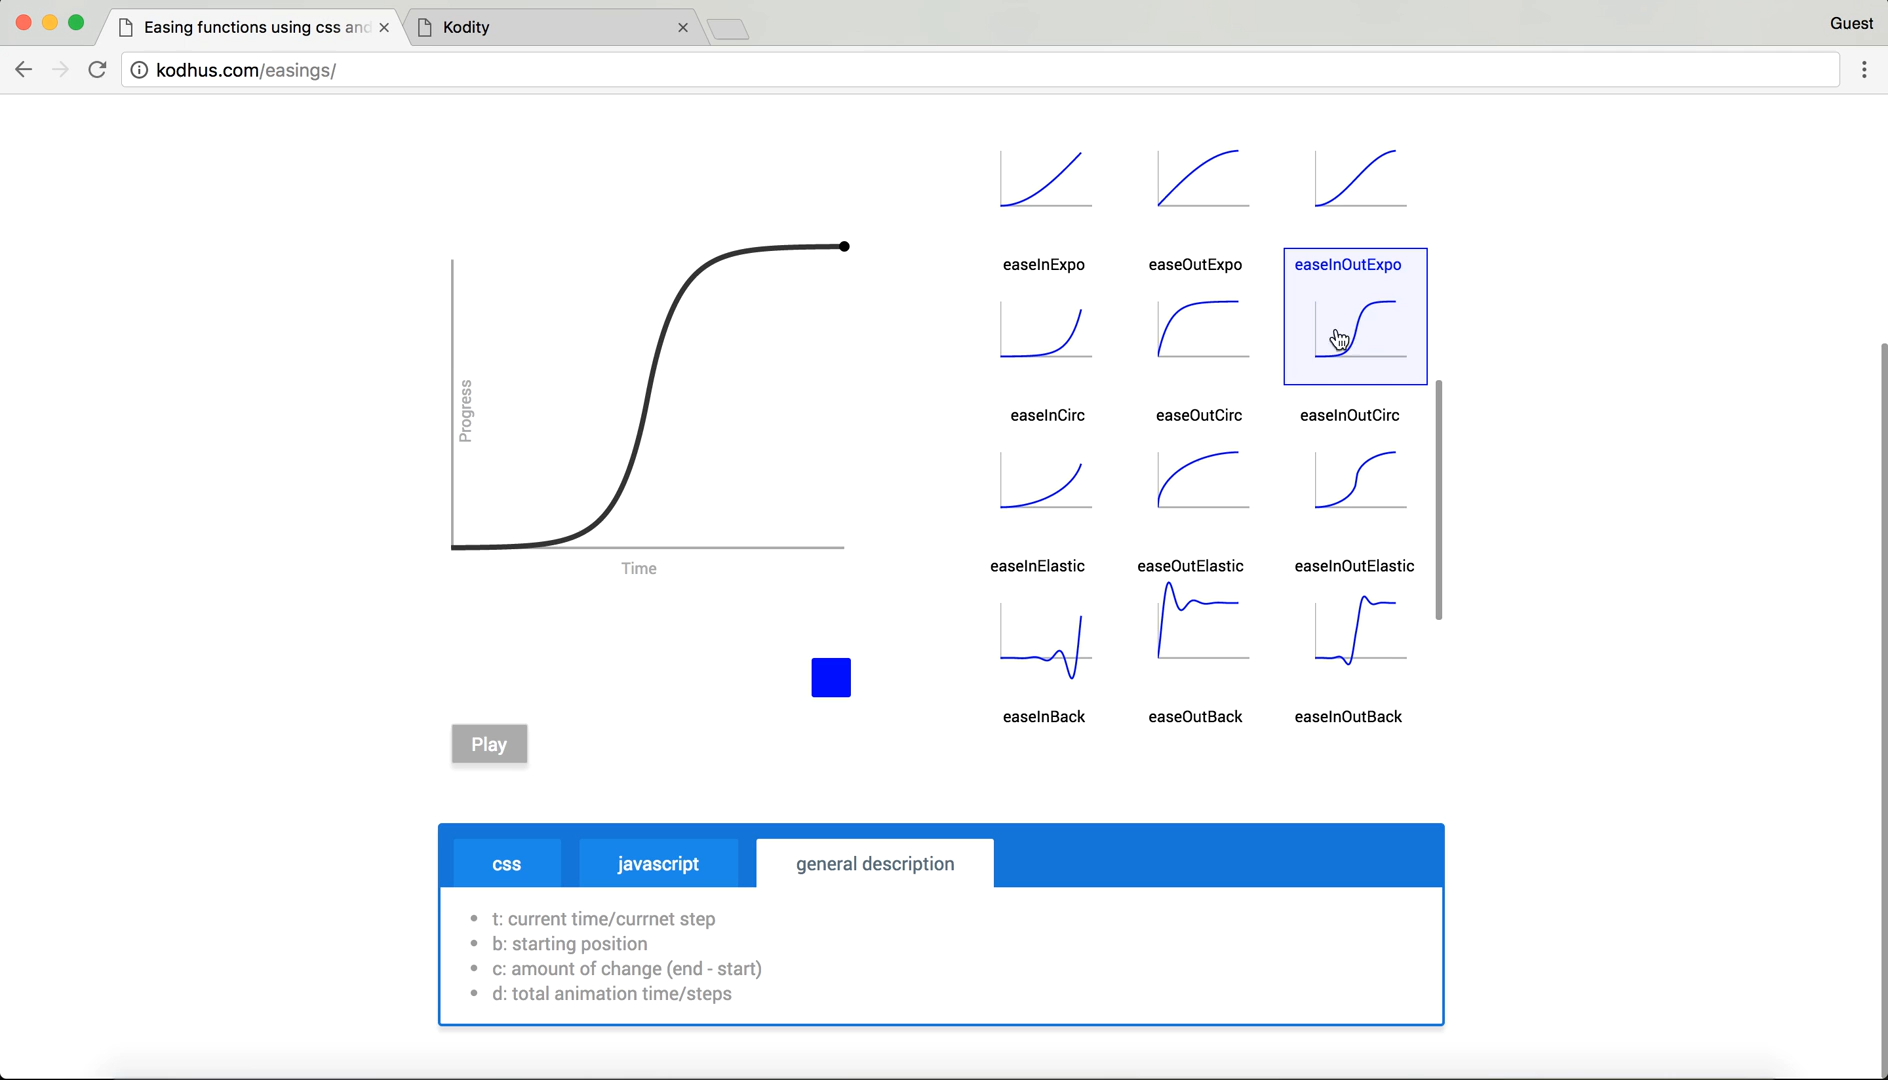 Easing functions using css and
Kodity
Guest
kodhus.com/easings/
easeInExpo
easeOutExpo
easeInOutExpo
easeInCirc
easeOutCirc
easeInOutCirc
easeInElastic
easeOutElastic
easeInOutElastic
easeInBack
easeOutBack
easeInOutBack
Progress
Time
Play
css
javascript
general description
• t: current time/currnet step
• b: starting position
• c: amount of change (end - start)
• d: total animation time/steps